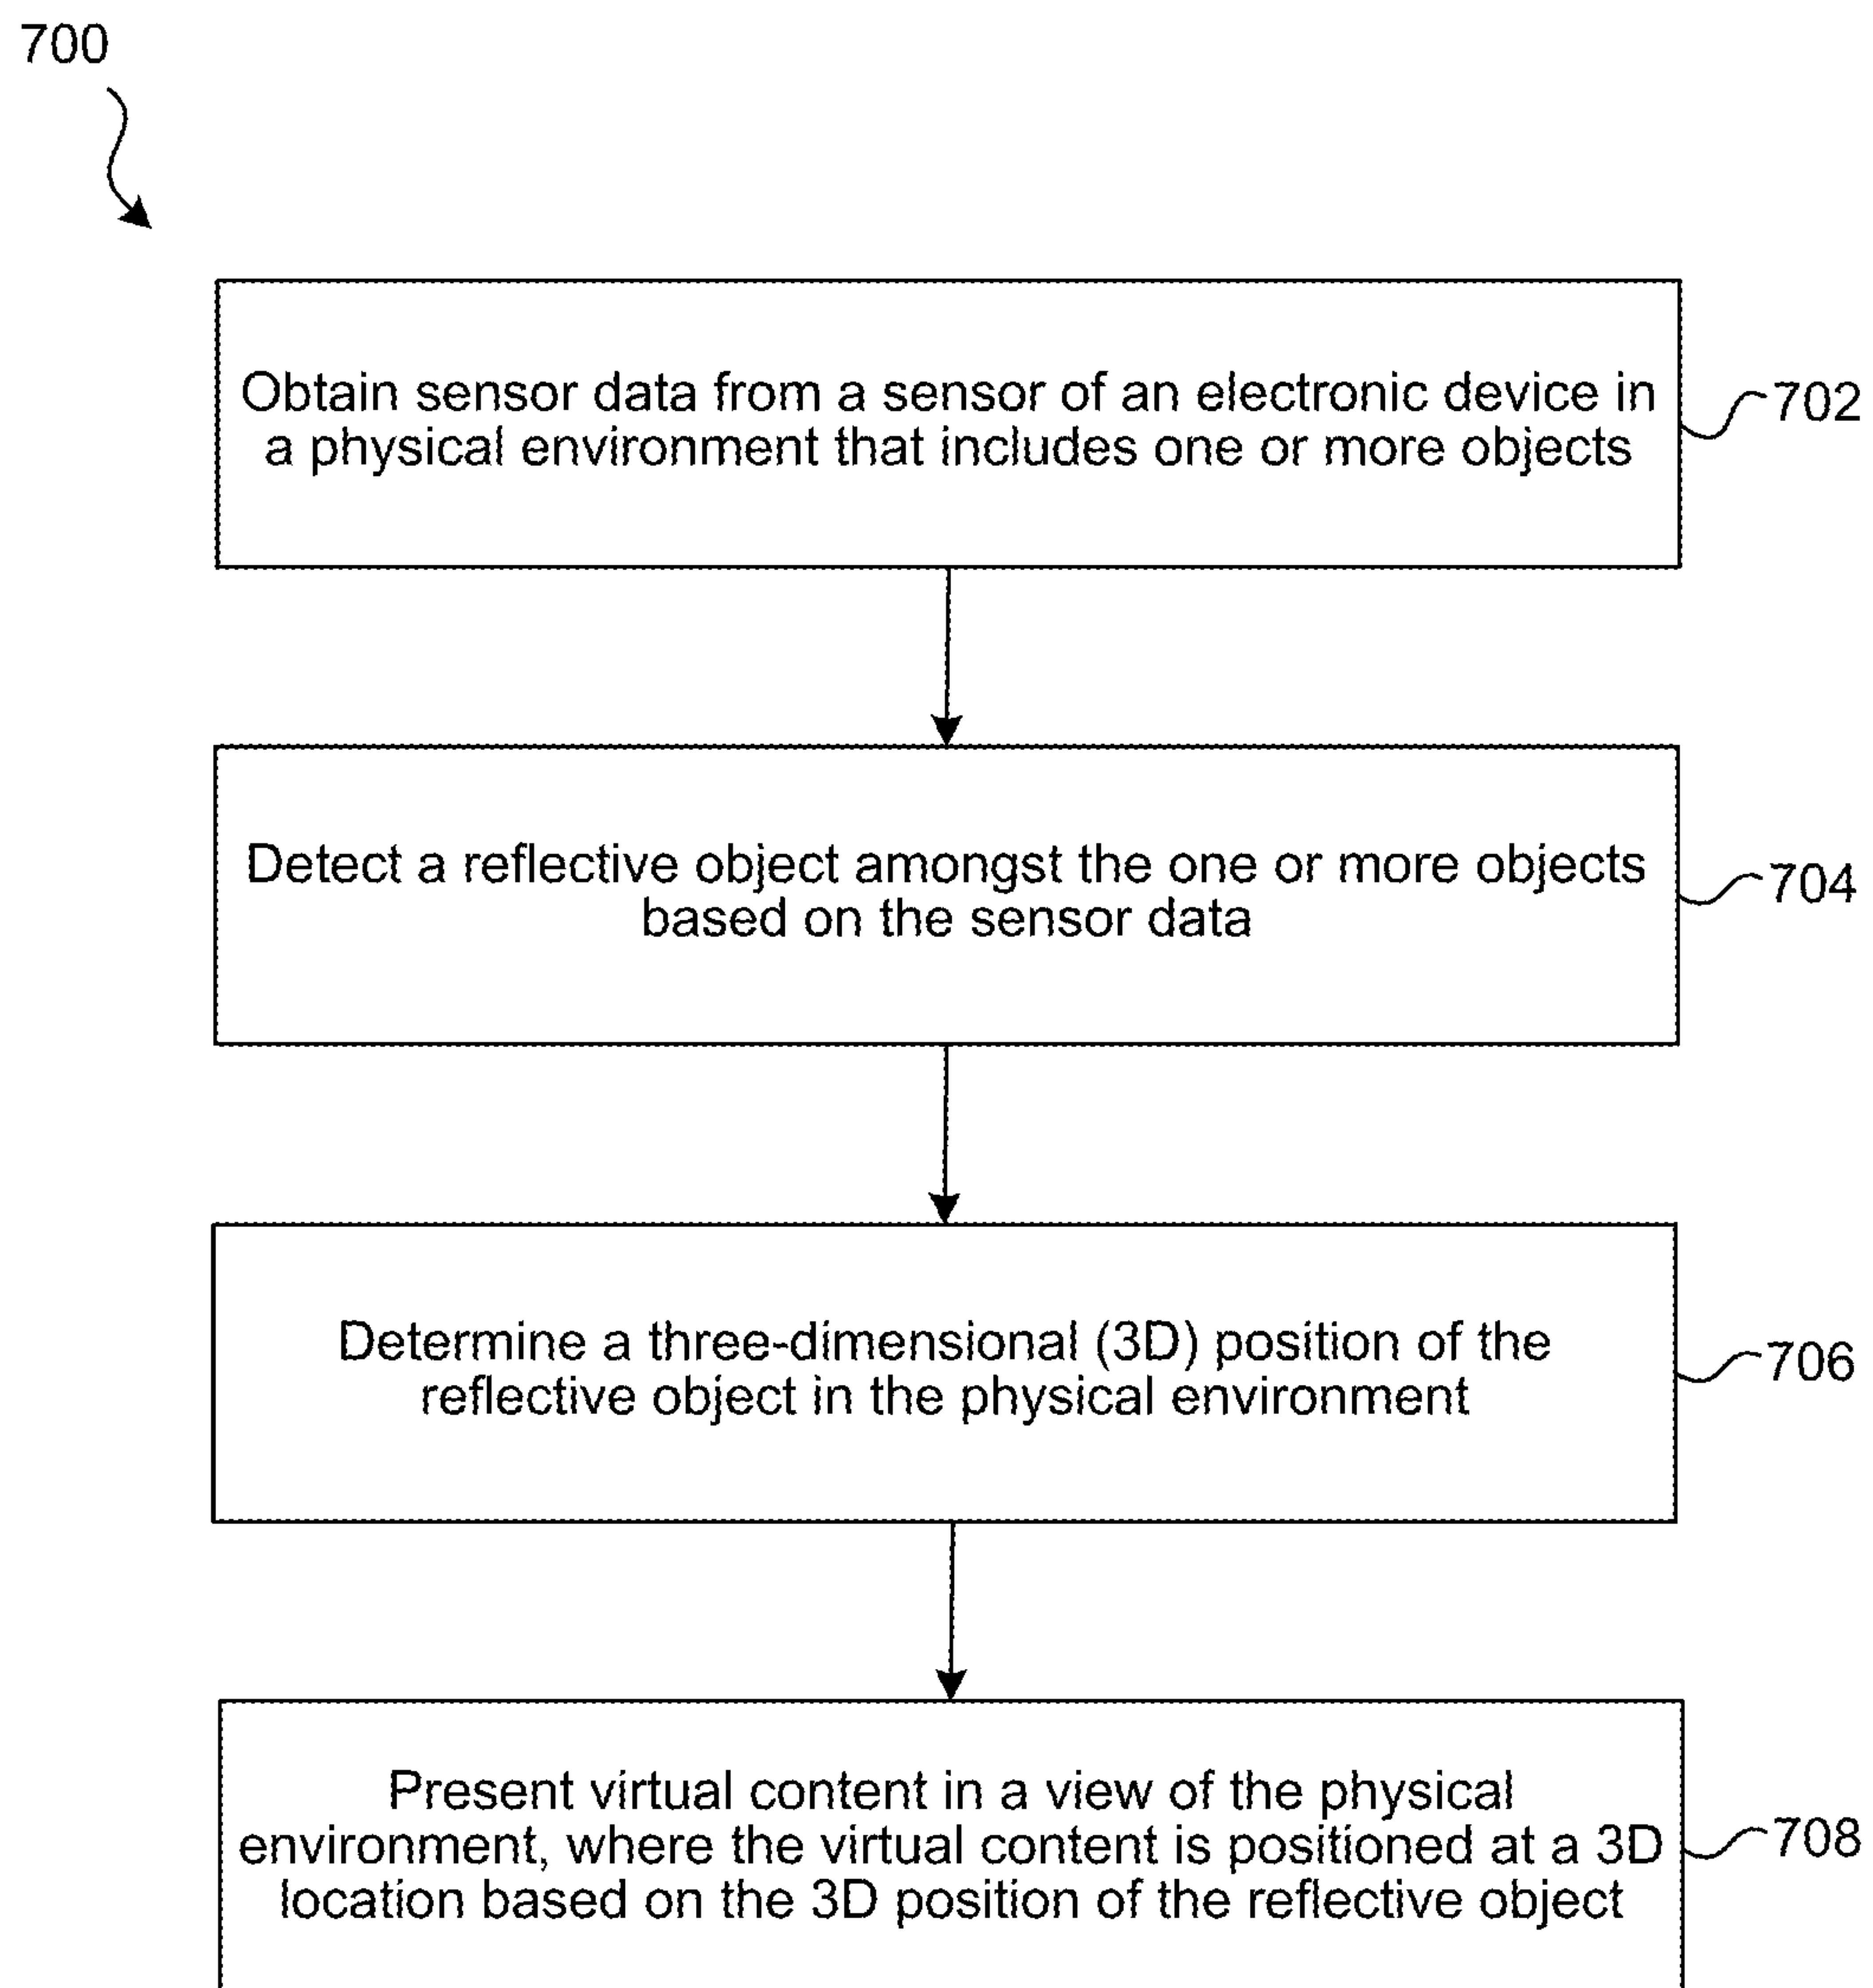 700
Obtain sensor data from a sensor of an electronic device in
a physical environment that includes one or more objects
702
Detect a reflective object amongst the one or more objects
based on the sensor data
704
Determine a three-dimensional (3D) position of the
reflective object in the physical environment
706
Present virtual content in a view of the physical
environment, where the virtual content is positioned at a 3D
location based on the 3D position of the reflective object
708